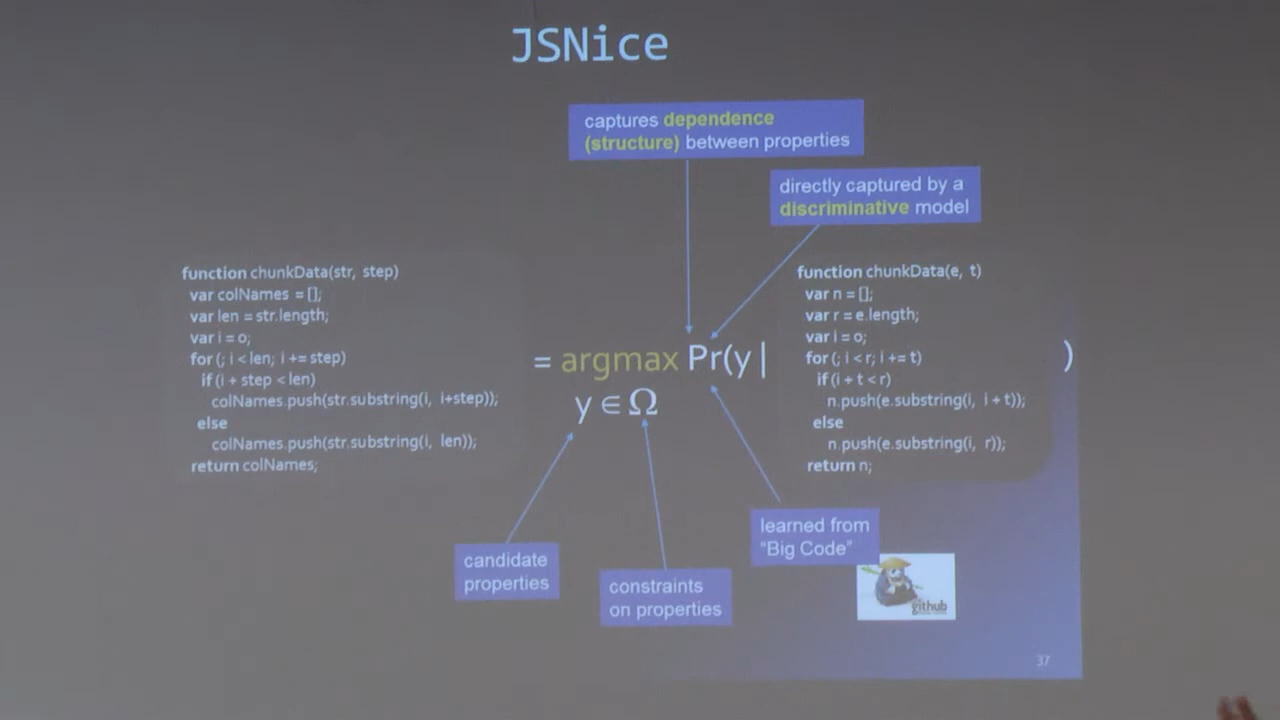 JSNice
captures dependence
(structure) between properties
directly captured by a
discriminative model
function chunkData(str, step)
var colNames = [];
var len = str.length;
var i = 0;
for(; i < len; i += step)
if(i + step < len)
colNames.push(str.substring(i, i+step));
else
colNames.push(str.substring(i, len));
return colNames;
= argmax Pr(y |
y ∈ Ω
function chunkData(e, t)
var n = [];
var r = e.length;
var i = 0;
for(; i < r; i += t)
if(i + t < r)
n.push(e.substring(i, i + t));
else
n.push(e.substring(i, r));
return n;
)
candidate
properties
constraints
on properties
learned from
"Big Code"
github
37